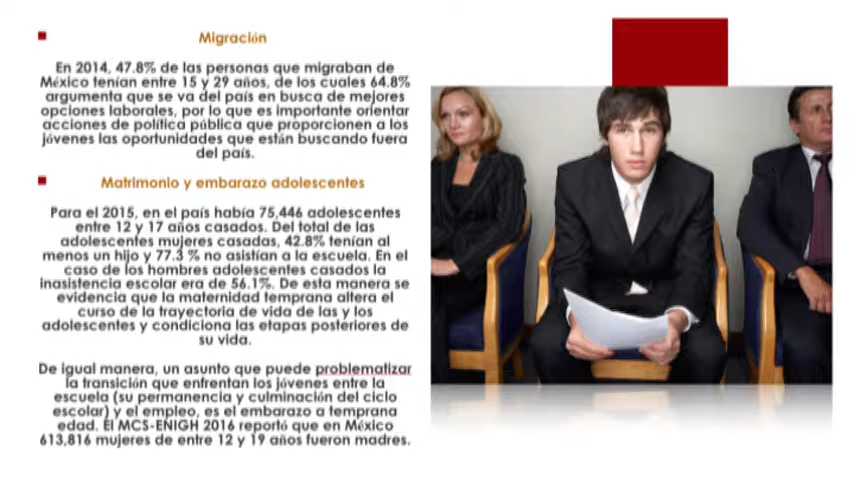 Migración
En 2014, 47.8% de las personas que migraban de
México tenían entre 15 y 29 años, de los cuales 64.8%
argumenta que se va del país en busca de mejores
opciones laborales, por lo que es importante orientar
acciones de política pública que proporcionen a los
jóvenes las oportunidades que están buscando fuera
del país.
Matrimonio y embarazo adolescentes
Para el 2015, en el país había 75,446 adolescentes
entre 12 y 17 años casados. Del total de las
adolescentes mujeres casadas, 42.8% tenían al
menos un hijo y 77.3 % no asistían a la escuela. En el
caso de los hombres adolescentes casados la
inasistencia escolar era de 56.1%. De esta manera se
evidencia que la maternidad temprana altera el
curso de la trayectoria de vida de las y los
adolescentes y condiciona las etapas posteriores de
su vida.
De igual manera, un asunto que puede problematizar
la transición que enfrentan los jóvenes entre la
escuela (su permanencia y culminación del ciclo
escolar) y el empleo, es el embarazo a temprana
edad. El MCS-ENIGH 2016 reportó que en México
613,816 mujeres de entre 12 y 19 años fueron madres.